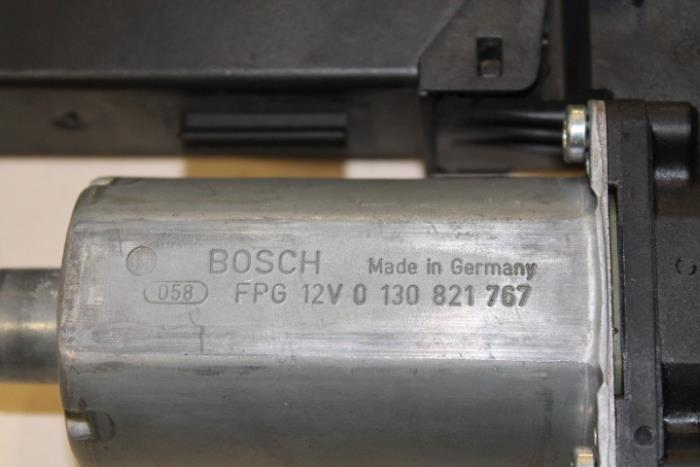 BOSCH Made in Germany
058 FPG 12V 0 130 821 767